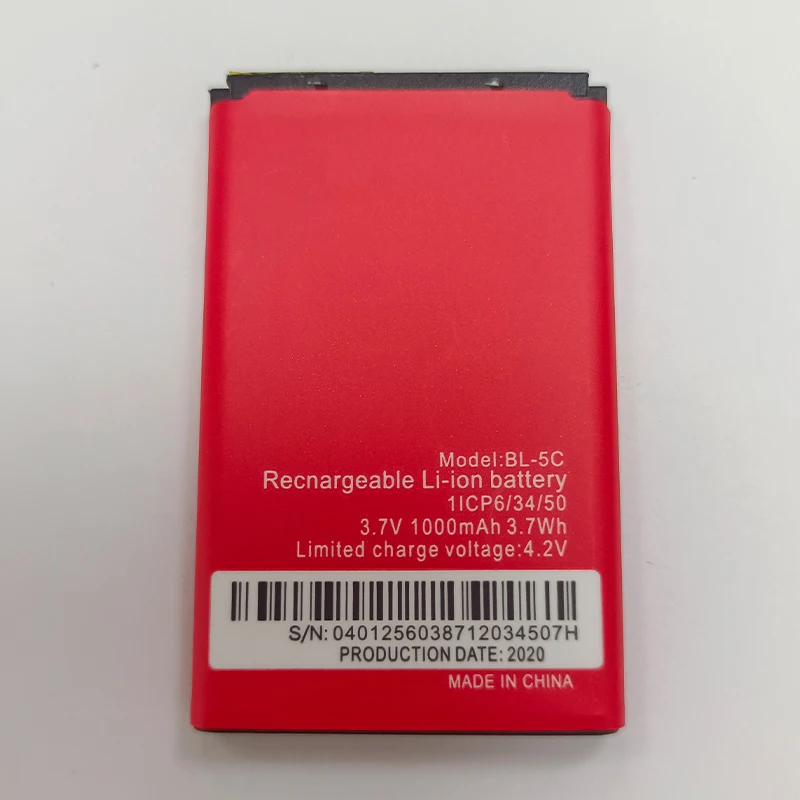 Model:BL-5C
Recnargeable Li-ion battery
1ICP6/34/50
3.7V 1000mAh 3.7Wh
Limited charge voltage:4.2V
S/N: 0401256038712034507H
PRODUCTION DATE: 2020
MADE IN CHINA